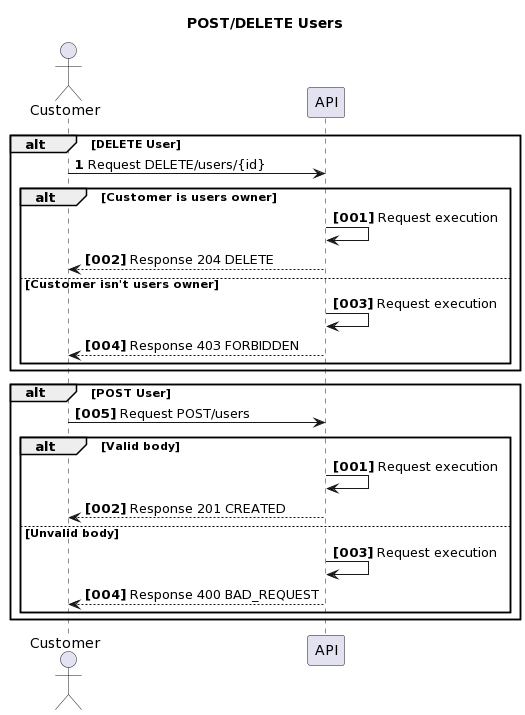 POST/DELETE Users
Customer
API
alt [DELETE User]
1 Request DELETE/users/{id}
alt [Customer is users owner]
[001] Request execution
[002] Response 204 DELETE
[Customer isn't users owner]
[003] Request execution
[004] Response 403 FORBIDDEN
alt [POST User]
[005] Request POST/users
alt [Valid body]
[001] Request execution
[002] Response 201 CREATED
[Unvalid body]
[003] Request execution
[004] Response 400 BAD_REQUEST
Customer
API